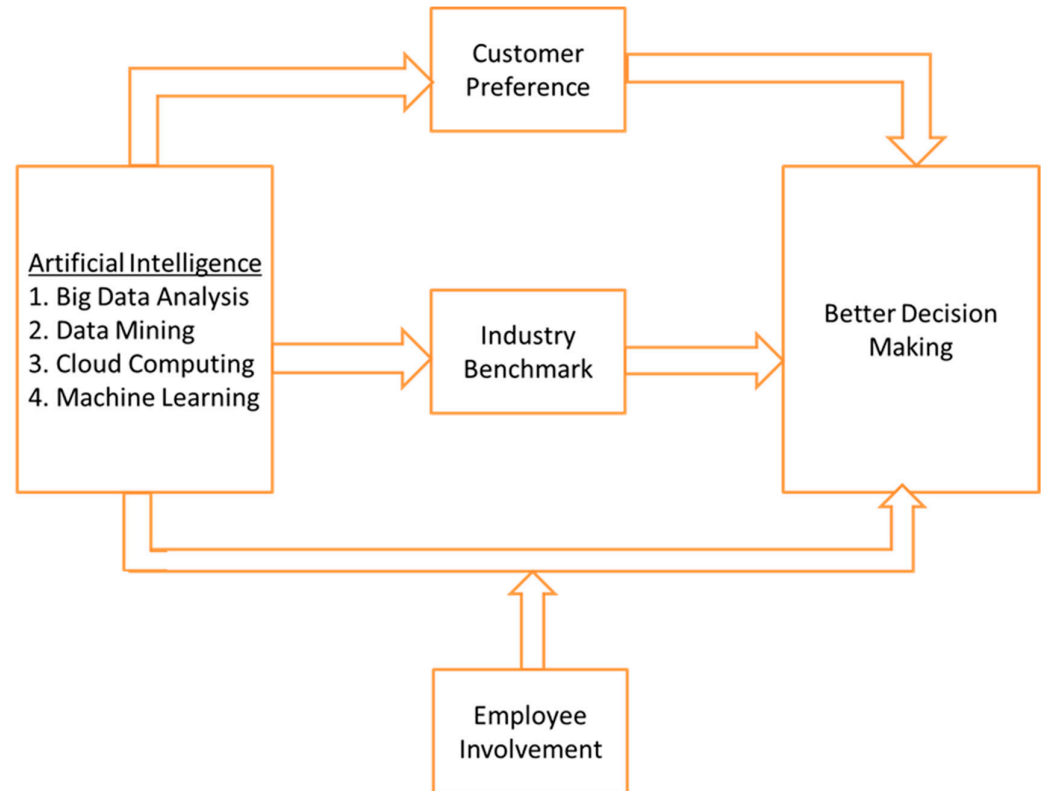 Customer
Preference
Artificial Intelligence
1. Big Data Analysis
2. Data Mining
3. Cloud Computing
4. Machine Learning
Industry
Benchmark
Better Decision
Making
Employee
Involvement